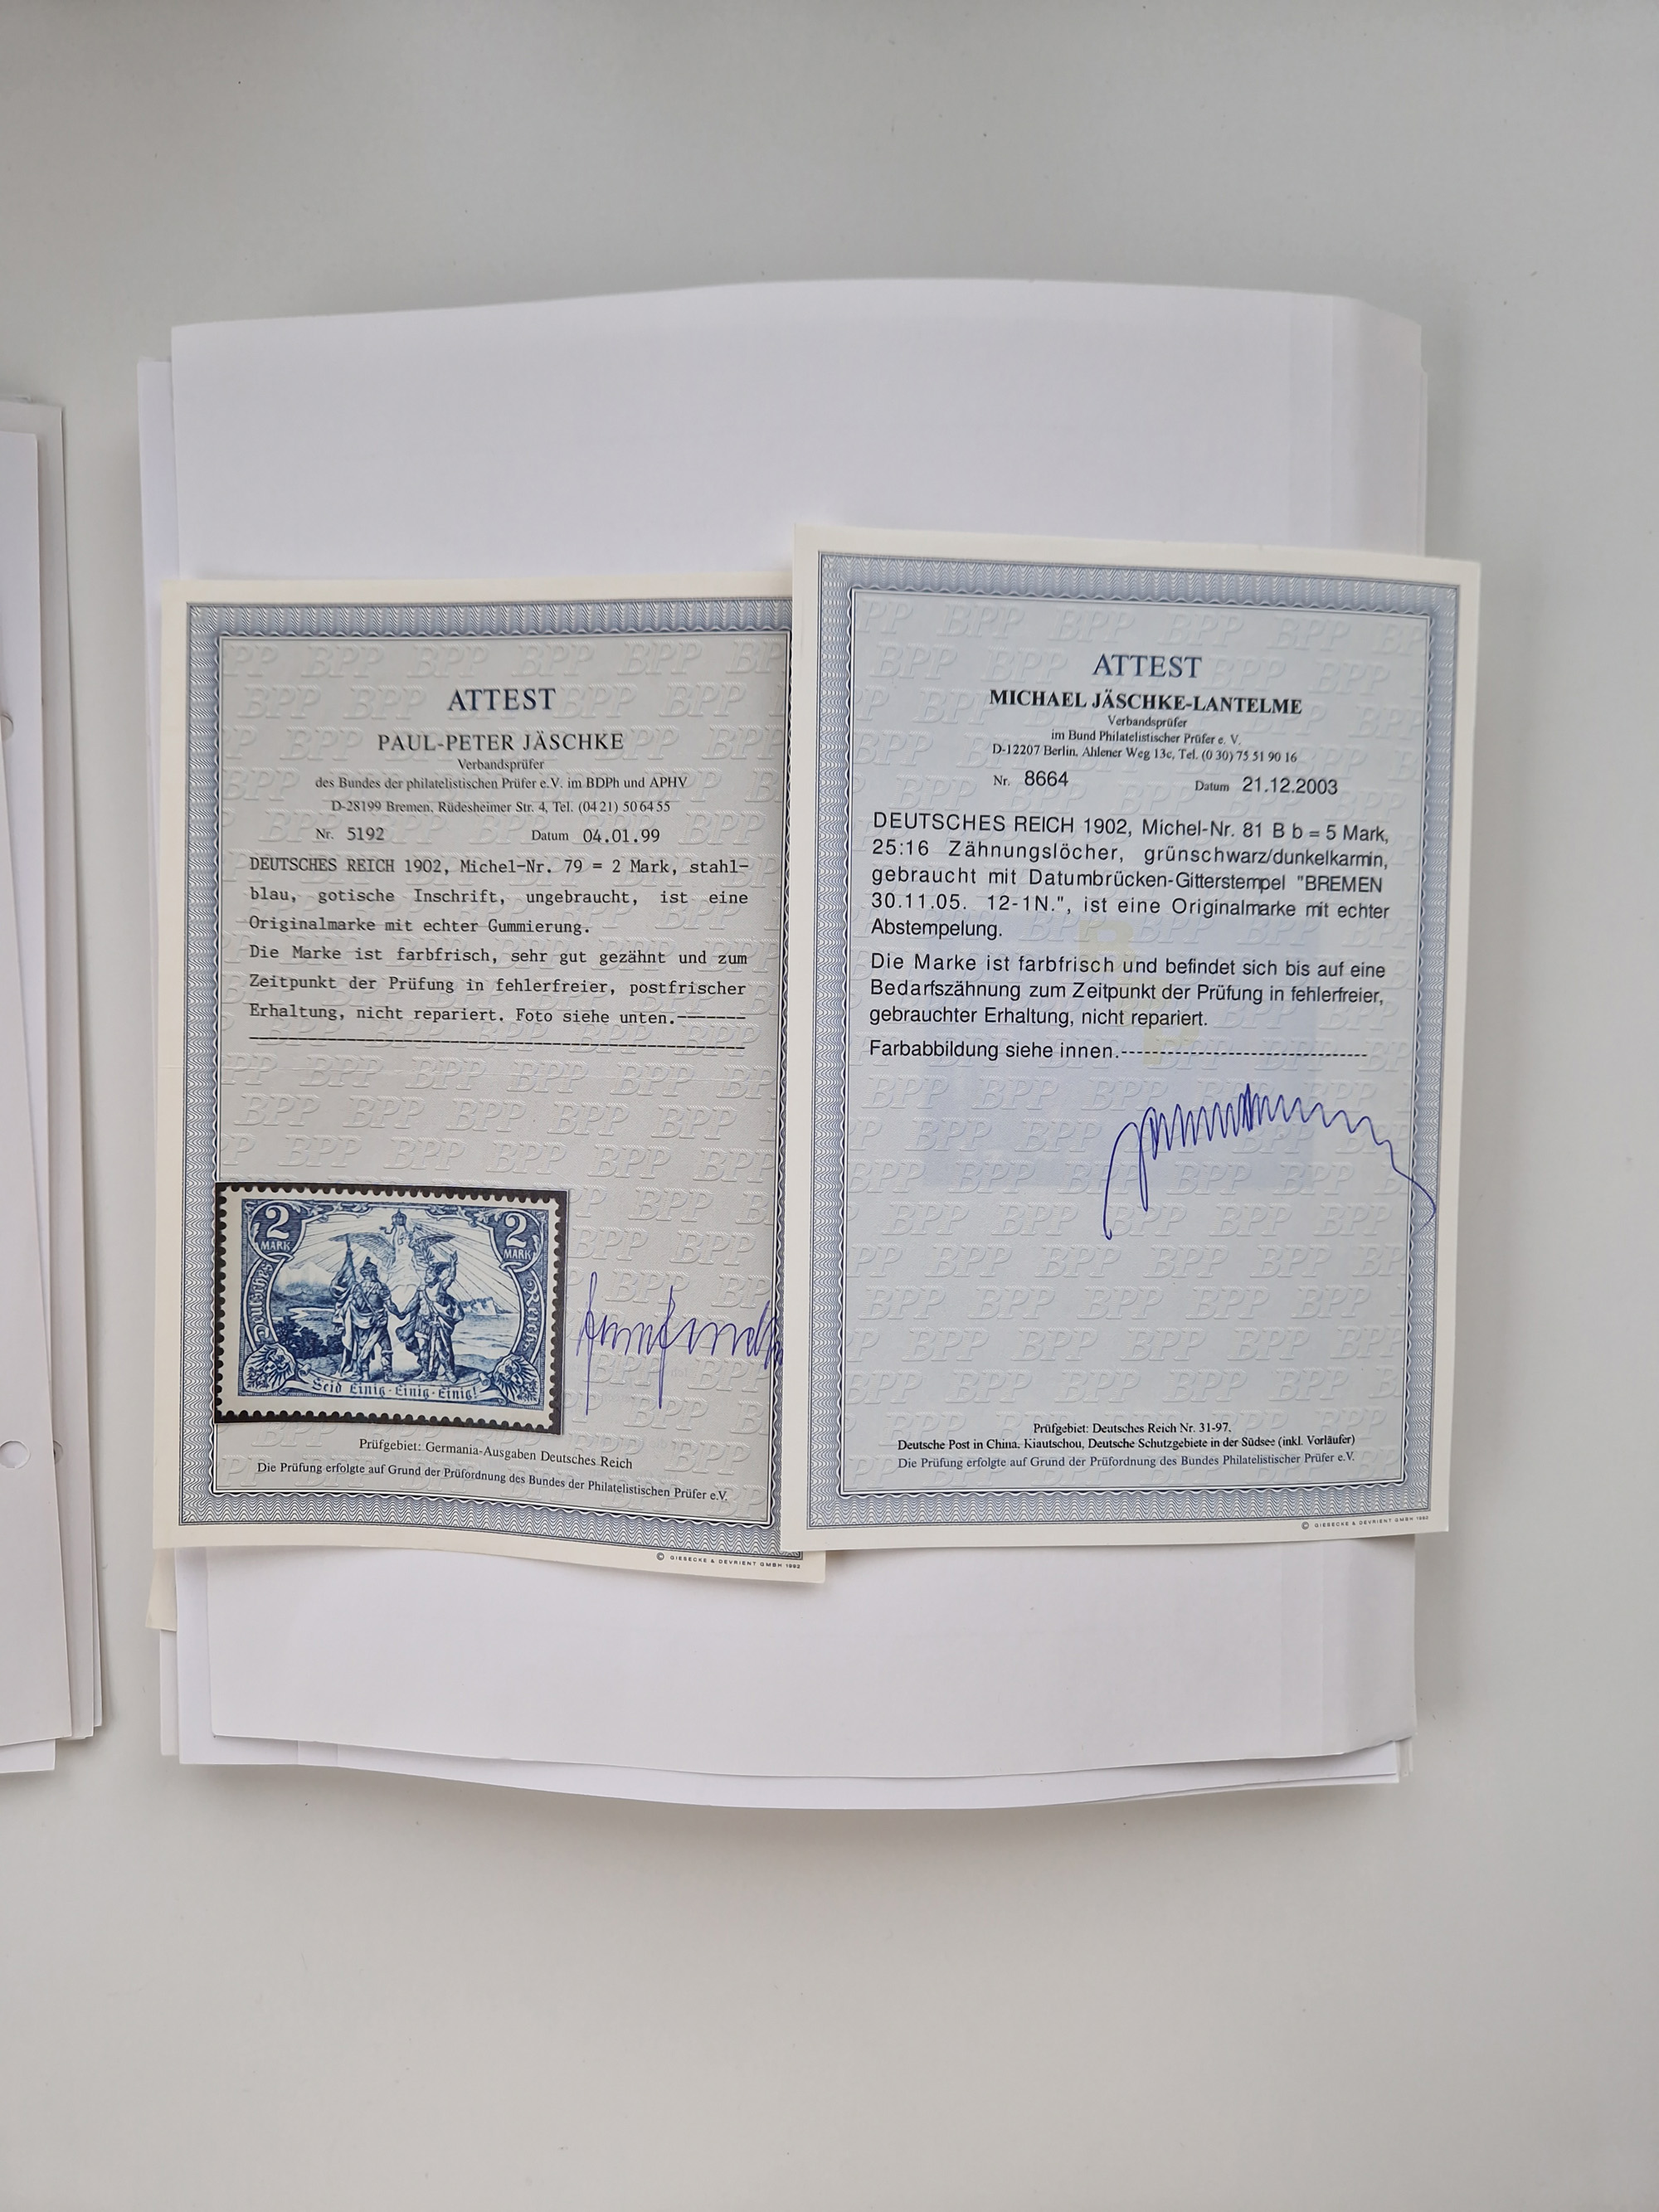 ATTEST
PAUL-PETER JÄSCHKE
Verbandsprüfer
des Bundes der philatelistischen Prüfer e.V. im BDPh und APHV
D-28199 Bremen, Rüdesheimer Str. 4, Tel. (04 21) 50 64 55
Nr. 5192 Datum 04.01.99
DEUTSCHES REICH 1902, Michel-Nr. 79 = 2 Mark, stahl-
blau, gotische Inschrift, ungebraucht, ist eine
Originalmarke mit echter Gummierung.
Die Marke ist farbfrisch, sehr gut gezähnt und zum
Zeitpunkt der Prüfung in fehlerfreier, postfrischer
Erhaltung, nicht repariert. Foto siehe unten.-------
2 MARK
2 MARK
Deutsches Reich
Seid Einig-Einig-Einig!
Prüfgebiet: Germania-Ausgaben Deutsches Reich
Die Prüfung erfolgte auf Grund der Prüfordnung des Bundes der Philatelistischen Prüfer e.V.
© GIESECKE & DEVRIENT GMBH 1992
ATTEST
MICHAEL JÄSCHKE-LANTELME
Verbandsprüfer
im Bund Philatelistischer Prüfer e. V.
D-12207 Berlin, Ahlener Weg 13c, Tel. (0 30) 75 51 90 16
Nr. 8664 Datum 21.12.2003
DEUTSCHES REICH 1902, Michel-Nr. 81 B b = 5 Mark,
25:16 Zähnungslöcher, grünschwarz/dunkelkarmin,
gebraucht mit Datumbrücken-Gitterstempel "BREMEN
30.11.05. 12-1N.", ist eine Originalmarke mit echter
Abstempelung.
Die Marke ist farbfrisch und befindet sich bis auf eine
Bedarfszähnung zum Zeitpunkt der Prüfung in fehlerfreier,
gebrauchter Erhaltung, nicht repariert.
Farbabbildung siehe innen.----------------------------------
Prüfgebiet: Deutsches Reich Nr. 31-97,
Deutsche Post in China, Kiautschou, Deutsche Schutzgebiete in der Südsee (inkl. Vorläufer)
Die Prüfung erfolgte auf Grund der Prüfordnung des Bundes Philatelistischer Prüfer e.V.
© GIESECKE & DEVRIENT GMBH 1992